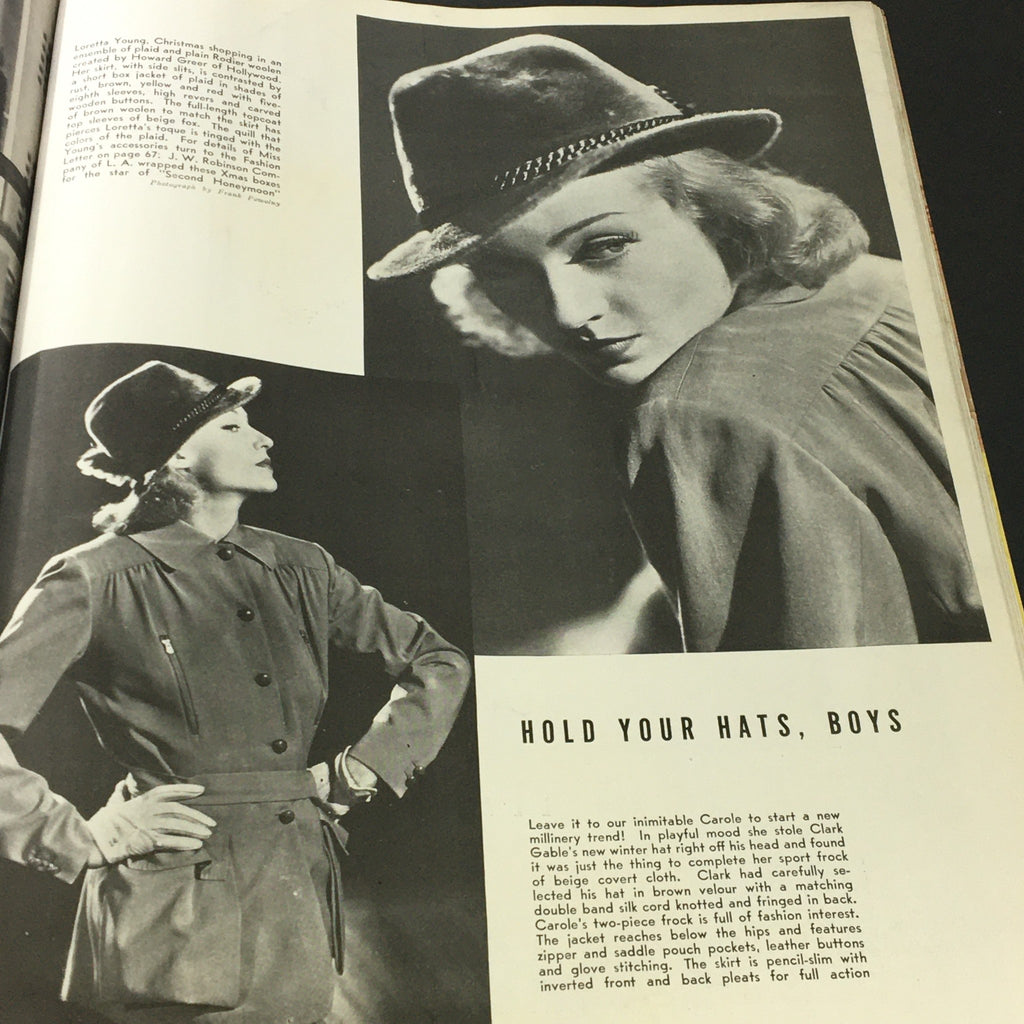 Loretta Young, Christmas shopping in an
ensemble of plaid and plain Rodier woolen
created by Howard Greer of Hollywood.
Her skirt, with side slits, is contrasted by
a short box jacket of plaid in shades of
rust, brown, yellow and red with five-
eighth sleeves, high revers and carved
wooden buttons. The full-length topcoat
of brown woolen to match the skirt has
top sleeves of beige fox. The quill that
pierces Loretta's toque is tinged with the
colors of the plaid. For details of Miss
Young's accessories turn to the Fashion
Letter on page 67. J. W. Robinson Com-
pany of L. A. wrapped these Xmas boxes
for the star of "Second Honeymoon"
Photograph by Frank Powolny
HOLD YOUR HATS, BOYS
Leave it to our inimitable Carole to start a new
millinery trend! In playful mood she stole Clark
Gable's new winter hat right off his head and found
it was just the thing to complete her sport frock
of beige covert cloth. Clark had carefully se-
lected his hat in brown velour with a matching
double band silk cord knotted and fringed in back.
Carole's two-piece frock is full of fashion interest.
The jacket reaches below the hips and features
zipper and saddle pouch pockets, leather buttons
and glove stitching. The skirt is pencil-slim with
inverted front and back pleats for full action